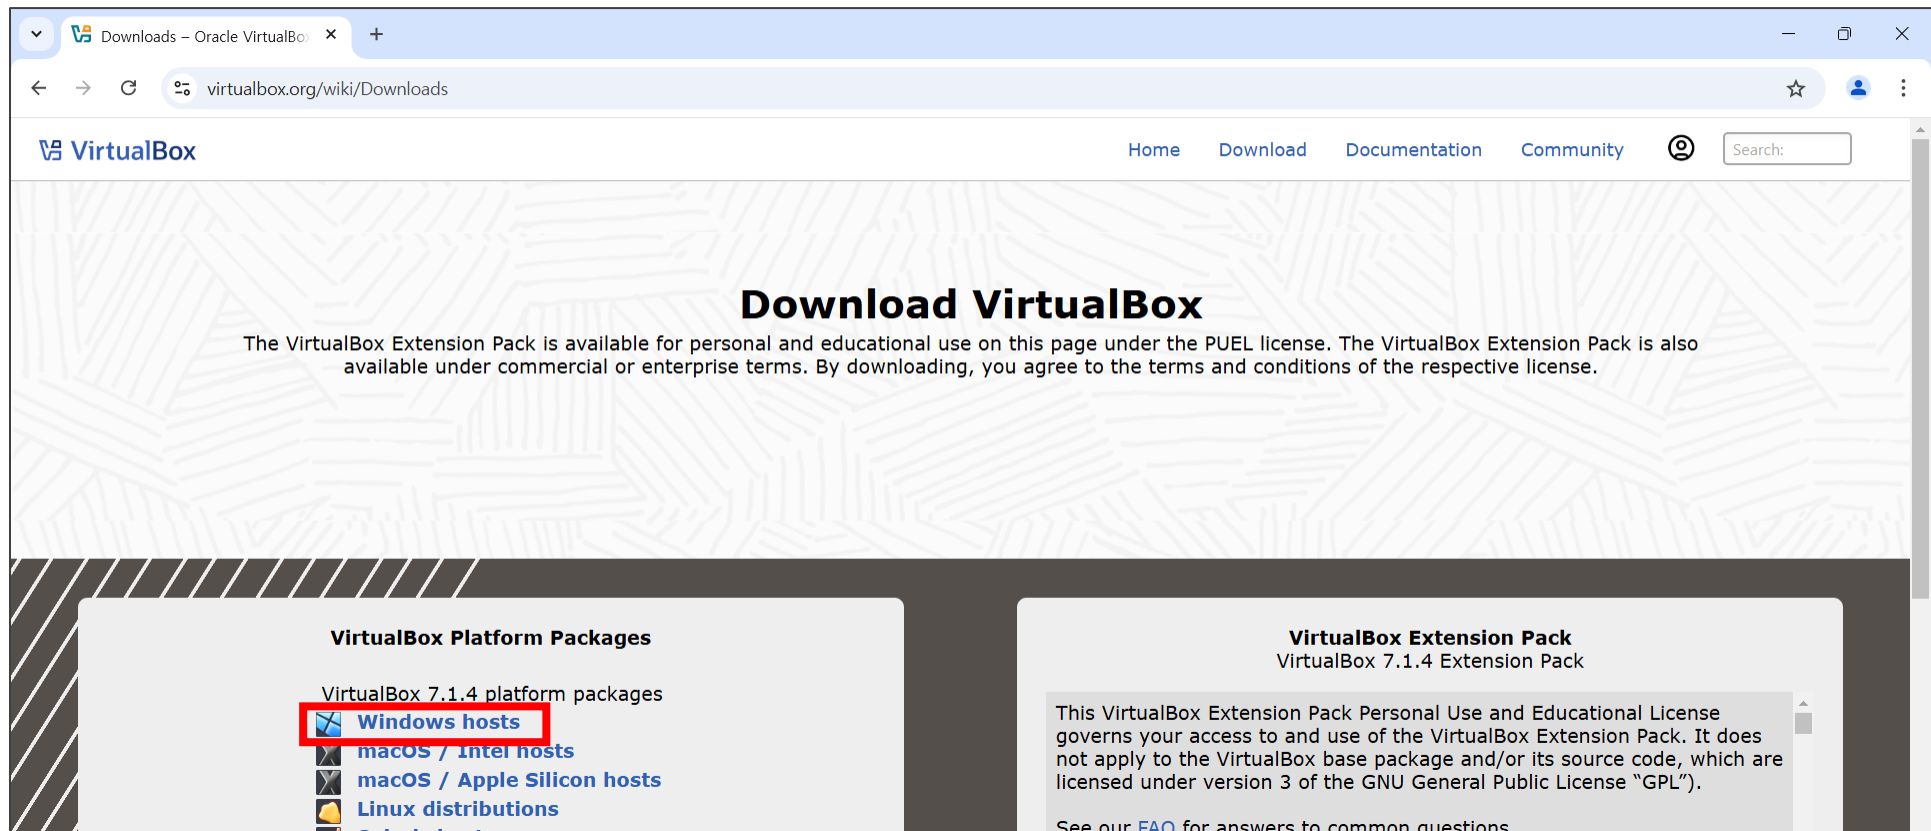 Downloads – Oracle VirtualBox
virtualbox.org/wiki/Downloads
VirtualBox
Home Download Documentation Community Search:
Download VirtualBox
The VirtualBox Extension Pack is available for personal and educational use on this page under the PUEL license. The VirtualBox Extension Pack is also
available under commercial or enterprise terms. By downloading, you agree to the terms and conditions of the respective license.
VirtualBox Platform Packages
VirtualBox 7.1.4 platform packages
Windows hosts
macOS / Intel hosts
macOS / Apple Silicon hosts
Linux distributions
VirtualBox Extension Pack
VirtualBox 7.1.4 Extension Pack
This VirtualBox Extension Pack Personal Use and Educational License
governs your access to and use of the VirtualBox Extension Pack. It does
not apply to the VirtualBox base package and/or its source code, which are
licensed under version 3 of the GNU General Public License “GPL”).
See our FAQ for answers to common questions